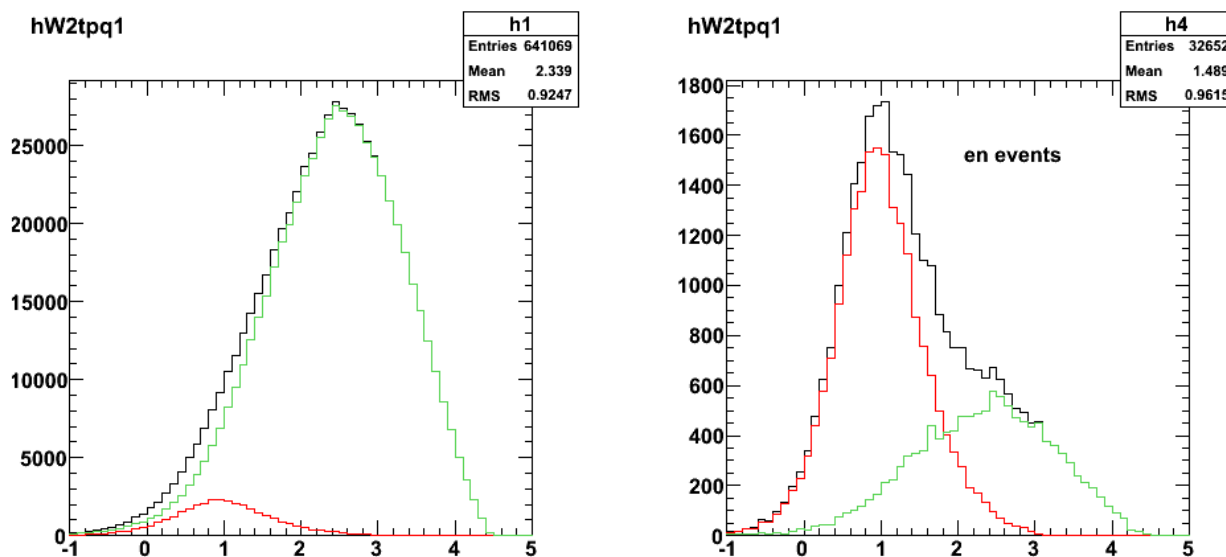 hW2tpq1
h1
Entries 641069
Mean 2.339
RMS 0.9247
25000
20000
15000
10000
5000
0
-1 0 1 2 3 4 5
hW2tpq1
h4
Entries 32652
Mean 1.489
RMS 0.9615
en events
1800
1600
1400
1200
1000
800
600
400
200
0
-1 0 1 2 3 4 5